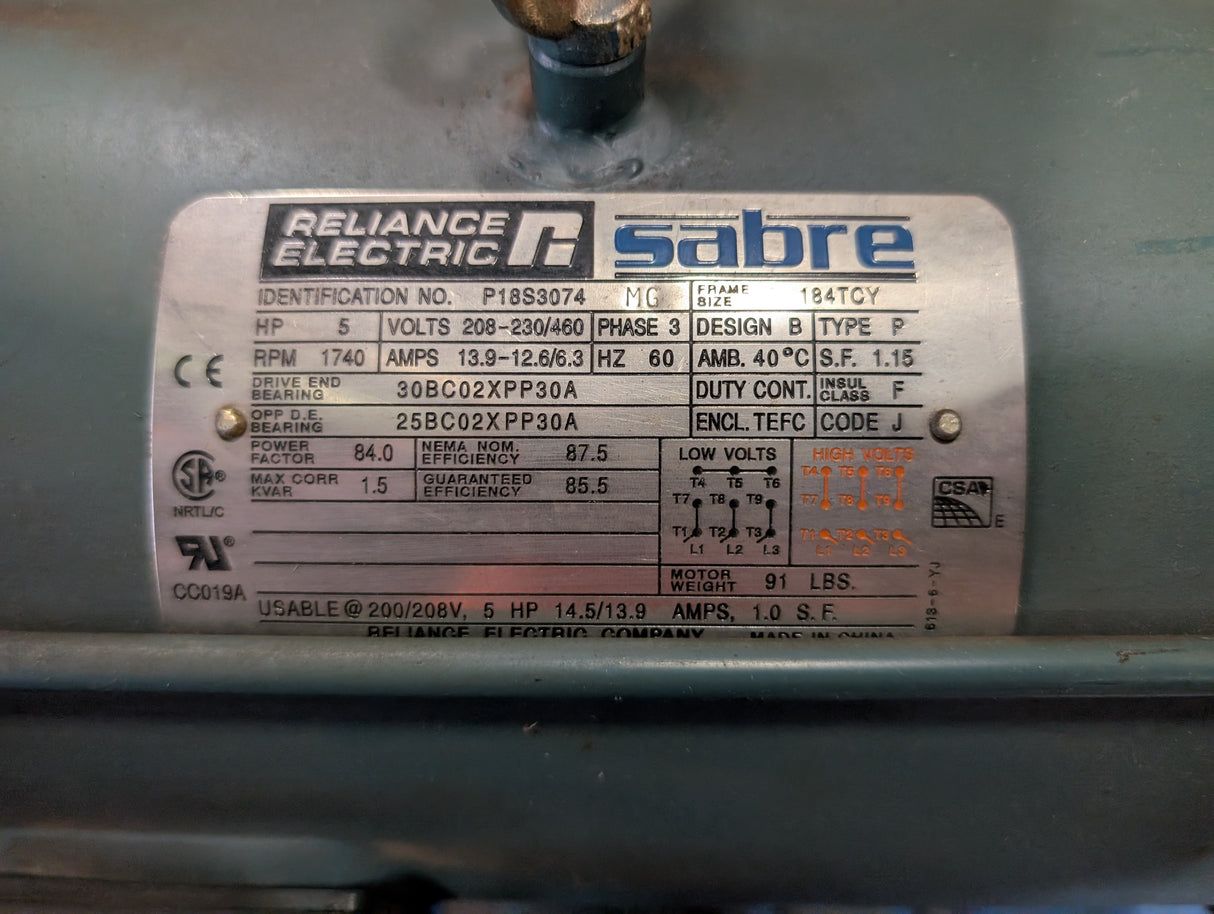 RELIANCE
ELECTRIC
sabre
IDENTIFICATION NO. P18S3074 MG FRAME SIZE 184TCY
HP 5 VOLTS 208-230/460 PHASE 3 DESIGN B TYPE P
RPM 1740 AMPS 13.9-12.6/6.3 HZ 60 AMB. 40°C S.F. 1.15
DRIVE END BEARING 30BC02XPP30A DUTY CONT. INSUL CLASS F
OPP D.E. BEARING 25BC02XPP30A ENCL. TEFC CODE J
POWER FACTOR 84.0 NEMA NOM. EFFICIENCY 87.5
MAX CORR KVAR 1.5 GUARANTEED EFFICIENCY 85.5
LOW VOLTS
T4 T5 T6
T7 T8 T9
T1 T2 T3
L1 L2 L3
HIGH VOLTS
T4 T5 T6
T7 T8 T9
T1 T2 T3
L1 L2 L3
MOTOR WEIGHT 91 LBS.
USABLE @ 200/208V, 5 HP 14.5/13.9 AMPS, 1.0 S.F.
RELIANCE ELECTRIC COMPANY MADE IN CHINA
CE
SA®
NRTL/C
RU®
CC019A
CSA
E
613-6-YJ